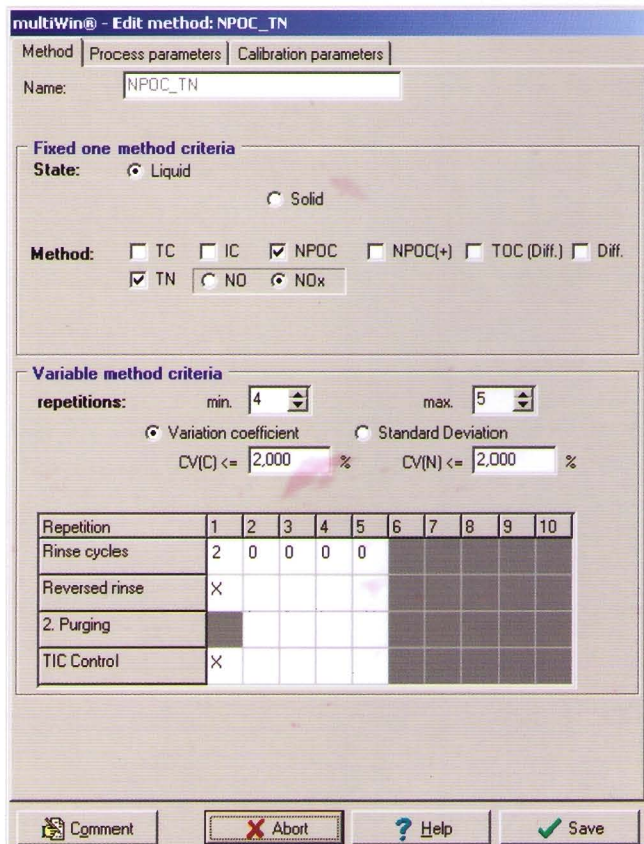 multiWin® - Edit method: NPOC_TN
Method Process parameters Calibration parameters
Name: NPOC_TN
Fixed one method criteria
State: Liquid
Solid
Method: TC IC NPOC NPOC(+) TOC (Diff.) Diff.
TN NO NOx
Variable method criteria
repetitions: min. 4 max. 5
Variation coefficient Standard Deviation
CV(C) <= 2,000 % CV(N) <= 2,000 %
Repetition 1 2 3 4 5 6 7 8 9 10
Rinse cycles 2 0 0 0 0
Reversed rinse X
2. Purging
TIC Control X
Comment Abort Help Save